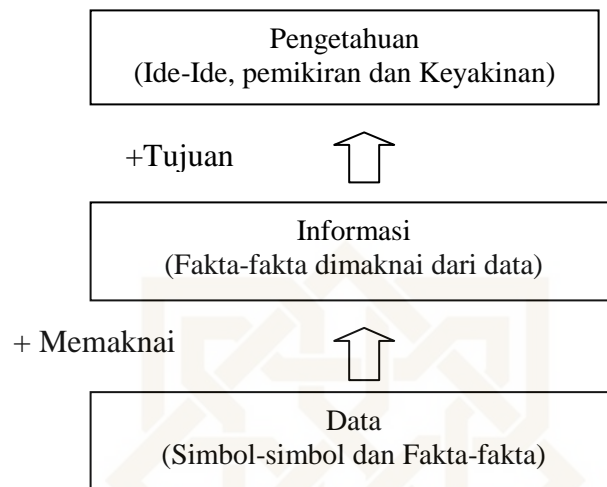 Pengetahuan
(Ide-Ide, pemikiran dan Keyakinan)
+Tujuan
Informasi
(Fakta-fakta dimaknai dari data)
+ Memaknai
Data
(Simbol-simbol dan Fakta-fakta)